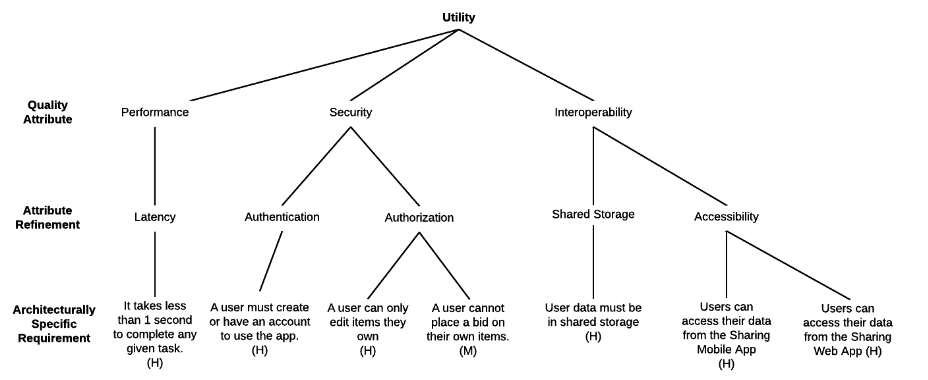 Utility
Quality
Attribute
Performance
Security
Interoperability
Attribute
Refinement
Latency
Authentication
Authorization
Shared Storage
Accessibility
Architecturally
Specific
Requirement
It takes less
than 1 second
to complete any
given task.
(H)
A user must create
or have an account
to use the app.
(H)
A user can only
edit items they
own
(H)
A user cannot
place a bid on
their own items.
(M)
User data must be
in shared storage
(H)
Users can
access their data
from the Sharing
Mobile App
(H)
Users can
access their data
from the Sharing
Web App (H)